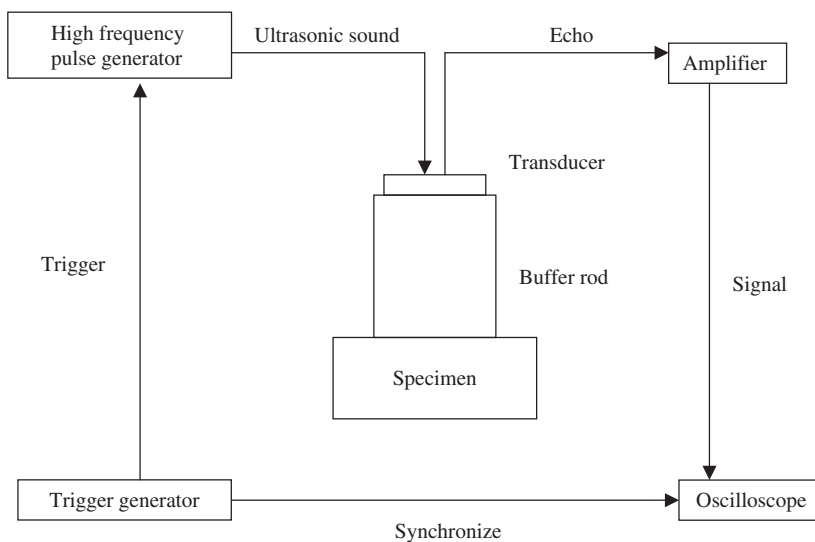 High frequency
pulse generator
Ultrasonic sound
Echo
Amplifier
Transducer
Trigger
Buffer rod
Signal
Specimen
Trigger generator
Oscilloscope
Synchronize